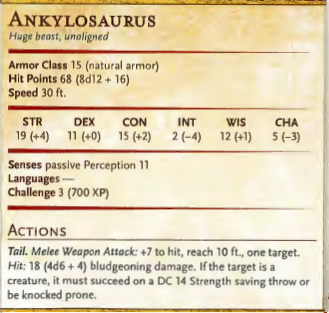 ANKYLOSAURUS
Huge beast, unaligned
Armor Class 15 (natural armor)
Hit Points 68 (8d12 + 16)
Speed 30 ft.
STR DEX CON INT WIS CHA
19 (+4) 11 (+0) 15 (+2) 2 (−4) 12 (+1) 5 (−3)
Senses passive Perception 11
Languages —
Challenge 3 (700 XP)
ACTIONS
Tail. Melee Weapon Attack: +7 to hit, reach 10 ft., one target.
Hit: 18 (4d6 + 4) bludgeoning damage. If the target is a
creature, it must succeed on a DC 14 Strength saving throw or
be knocked prone.